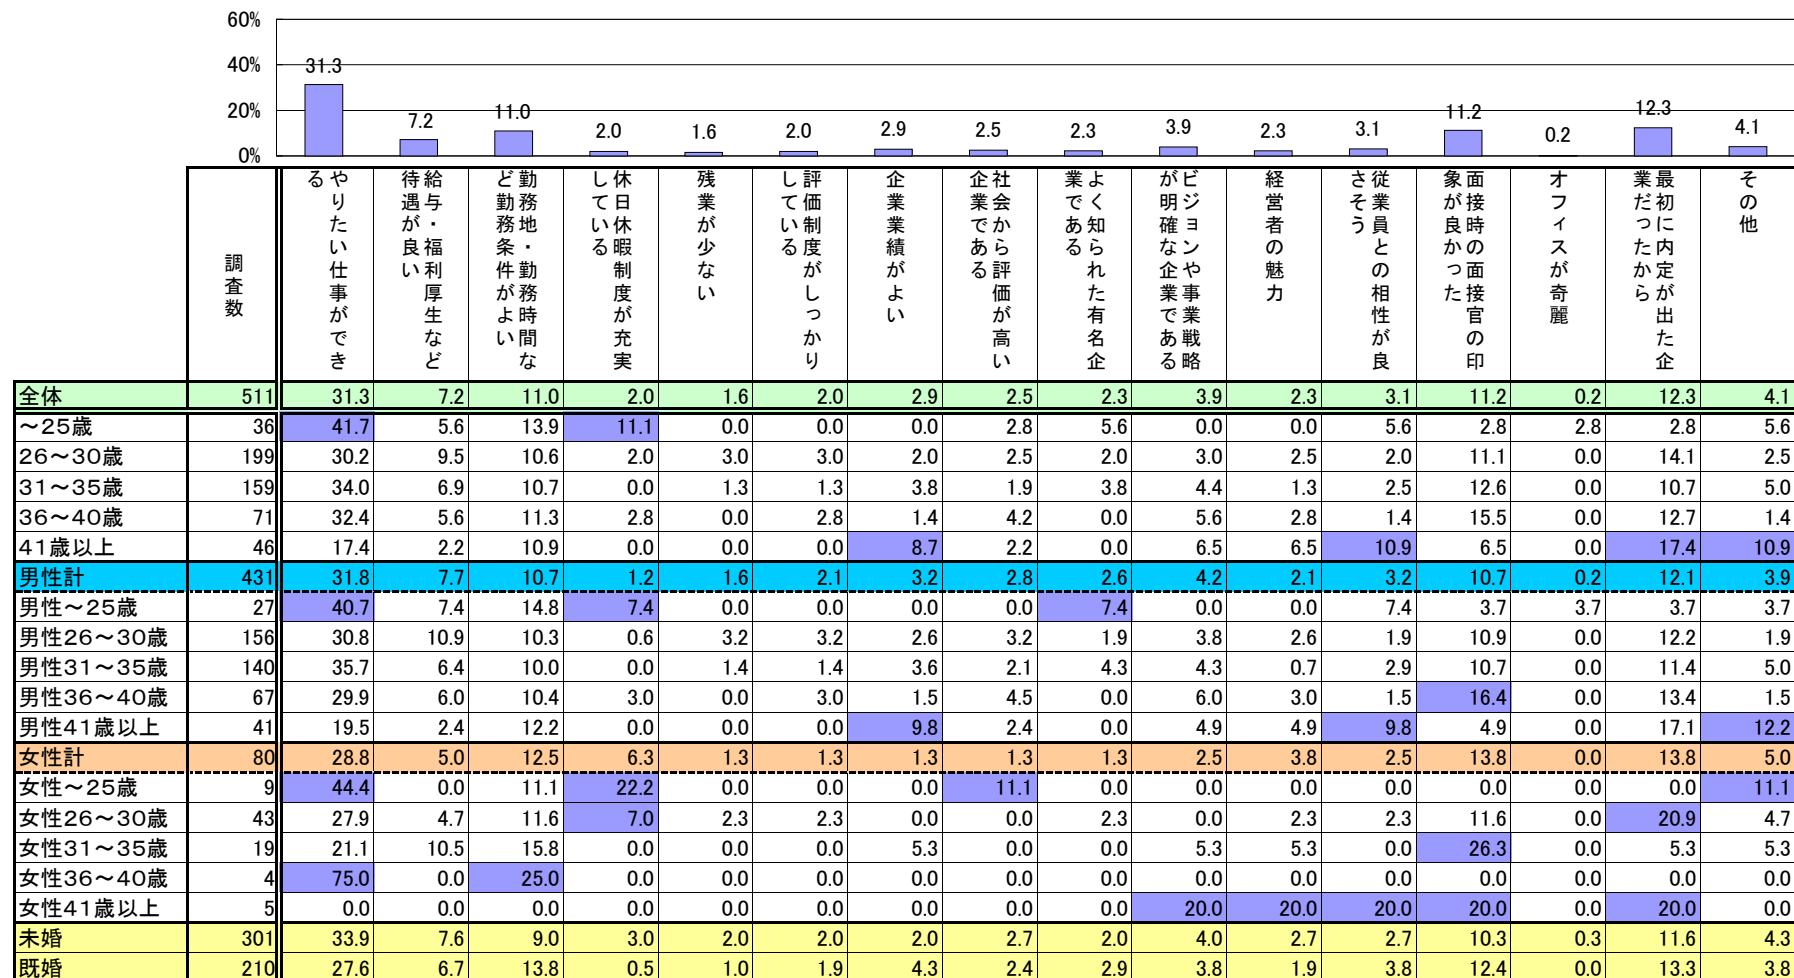 60%
40%
20%
0%
31.3
7.2
11.0
2.0
1.6
2.0
2.9
2.5
2.3
3.9
2.3
3.1
11.2
0.2
12.3
4.1
調査数
やりたい仕事ができ
る
給与・福利厚生など
待遇が良い
勤務地・勤務時間な
ど勤務条件がよい
休日休暇制度が充実
している
残業が少ない
評価制度がしっかり
している
企業業績がよい
社会から評価が高い
企業である
よく知られた有名企
業である
ビジョンや事業戦略
が明確な企業である
経営者の魅力
従業員との相性が良
さそう
面接時の面接官の印
象が良かった
オフィスが奇麗
最初に内定が出た企
業だったから
その他
全体 511 31.3 7.2 11.0 2.0 1.6 2.0 2.9 2.5 2.3 3.9 2.3 3.1 11.2 0.2 12.3 4.1
～25歳 36 41.7 5.6 13.9 11.1 0.0 0.0 0.0 2.8 5.6 0.0 0.0 5.6 2.8 2.8 2.8 5.6
26～30歳 199 30.2 9.5 10.6 2.0 3.0 3.0 2.0 2.5 2.0 3.0 2.5 2.0 11.1 0.0 14.1 2.5
31～35歳 159 34.0 6.9 10.7 0.0 1.3 1.3 3.8 1.9 3.8 4.4 1.3 2.5 12.6 0.0 10.7 5.0
36～40歳 71 32.4 5.6 11.3 2.8 0.0 2.8 1.4 4.2 0.0 5.6 2.8 1.4 15.5 0.0 12.7 1.4
41歳以上 46 17.4 2.2 10.9 0.0 0.0 0.0 8.7 2.2 0.0 6.5 6.5 10.9 6.5 0.0 17.4 10.9
男性計 431 31.8 7.7 10.7 1.2 1.6 2.1 3.2 2.8 2.6 4.2 2.1 3.2 10.7 0.2 12.1 3.9
男性～25歳 27 40.7 7.4 14.8 7.4 0.0 0.0 0.0 0.0 7.4 0.0 0.0 7.4 3.7 3.7 3.7 3.7
男性26～30歳 156 30.8 10.9 10.3 0.6 3.2 3.2 2.6 3.2 1.9 3.8 2.6 1.9 10.9 0.0 12.2 1.9
男性31～35歳 140 35.7 6.4 10.0 0.0 1.4 1.4 3.6 2.1 4.3 4.3 0.7 2.9 10.7 0.0 11.4 5.0
男性36～40歳 67 29.9 6.0 10.4 3.0 0.0 3.0 1.5 4.5 0.0 6.0 3.0 1.5 16.4 0.0 13.4 1.5
男性41歳以上 41 19.5 2.4 12.2 0.0 0.0 0.0 9.8 2.4 0.0 4.9 4.9 9.8 4.9 0.0 17.1 12.2
女性計 80 28.8 5.0 12.5 6.3 1.3 1.3 1.3 1.3 1.3 2.5 3.8 2.5 13.8 0.0 13.8 5.0
女性～25歳 9 44.4 0.0 11.1 22.2 0.0 0.0 0.0 11.1 0.0 0.0 0.0 0.0 0.0 0.0 0.0 11.1
女性26～30歳 43 27.9 4.7 11.6 7.0 2.3 2.3 0.0 0.0 2.3 0.0 2.3 2.3 11.6 0.0 20.9 4.7
女性31～35歳 19 21.1 10.5 15.8 0.0 0.0 0.0 5.3 0.0 0.0 5.3 5.3 0.0 26.3 0.0 5.3 5.3
女性36～40歳 4 75.0 0.0 25.0 0.0 0.0 0.0 0.0 0.0 0.0 0.0 0.0 0.0 0.0 0.0 0.0 0.0
女性41歳以上 5 0.0 0.0 0.0 0.0 0.0 0.0 0.0 0.0 0.0 20.0 20.0 20.0 20.0 0.0 20.0 0.0
未婚 301 33.9 7.6 9.0 3.0 2.0 2.0 2.0 2.7 2.0 4.0 2.7 2.7 10.3 0.3 11.6 4.3
既婚 210 27.6 6.7 13.8 0.5 1.0 1.9 4.3 2.4 2.9 3.8 1.9 3.8 12.4 0.0 13.3 3.8